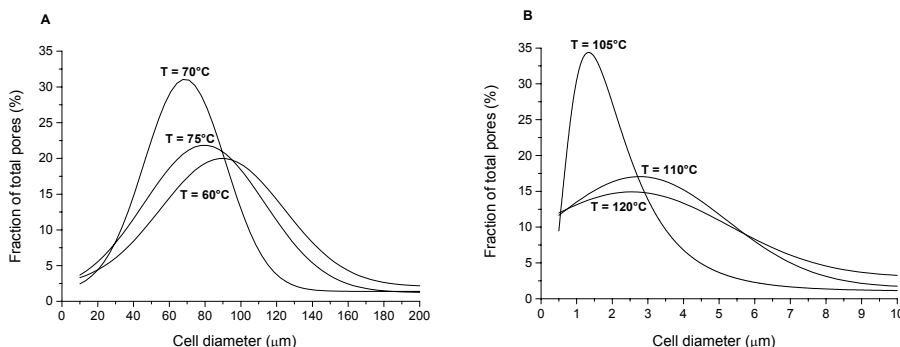 A
Fraction of total pores (%)
35
30
25
20
15
10
5
0
T = 70°C
T = 75°C
T = 60°C
0 20 40 60 80 100 120 140 160 180 200
Cell diameter (μm)
B
Fraction of total pores (%)
35
30
25
20
15
10
5
0
T = 105°C
T = 110°C
T = 120°C
0 1 2 3 4 5 6 7 8 9 10
Cell diameter (μm)